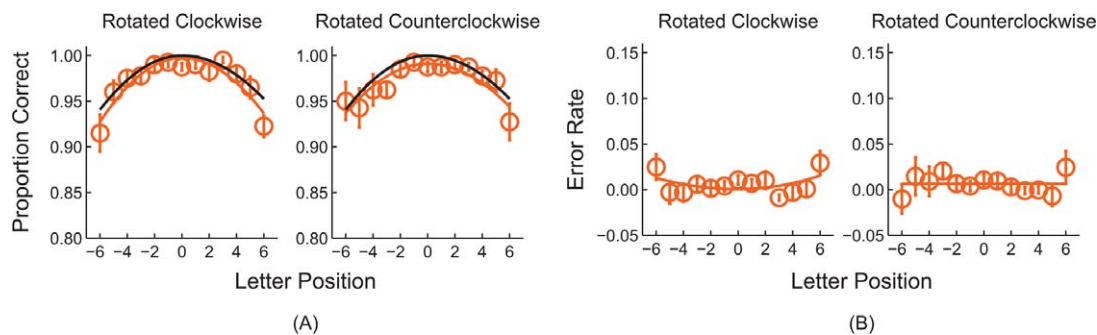 Rotated Clockwise Rotated Counterclockwise Rotated Clockwise Rotated Counterclockwise
Proportion Correct
1.00 1.00
0.95 0.95
0.90 0.90
0.85 0.85
0.80 0.80
−6 −4 −2 0 2 4 6 −6 −4 −2 0 2 4 6
Letter Position
(A)
Error Rate
0.15 0.15
0.10 0.10
0.05 0.05
0.00 0.00
−0.05 −0.05
−6 −4 −2 0 2 4 6 −6 −4 −2 0 2 4 6
Letter Position
(B)